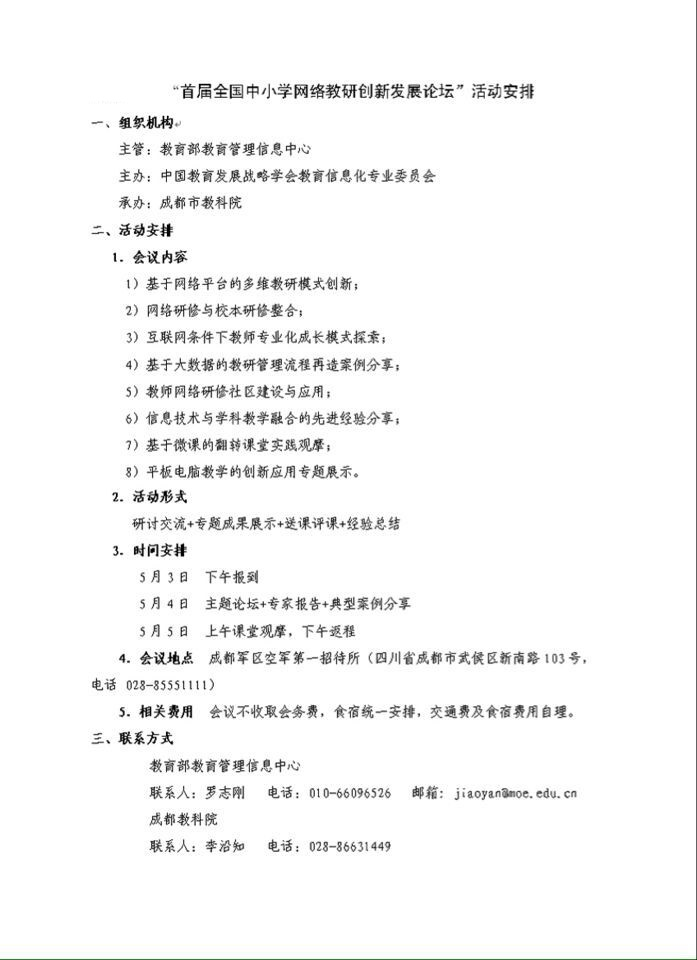 “首届全国中小学网络教研创新发展论坛”活动安排
一、组织机构
主管：教育部教育管理信息中心
主办：中国教育发展战略学会教育信息化专业委员会
承办：成都市教科院
二、活动安排
1．会议内容
1）基于网络平台的多维教研模式创新；
2）网络研修与校本研修整合；
3）互联网条件下教师专业化成长模式探索；
4）基于大数据的教研管理流程再造案例分享；
5）教师网络研修社区建设与应用；
6）信息技术与学科教学融合的先进经验分享；
7）基于微课的翻转课堂实践观摩；
8）平板电脑教学的创新应用专题展示。
2．活动形式
研讨交流+专题成果展示+送课评课+经验总结
3．时间安排
5月3日 下午报到
5月4日 主题论坛+专家报告+典型案例分享
5月5日 上午课堂观摩，下午返程
4．会议地点 成都军区空军第一招待所（四川省成都市武侯区新南路103号，
电话 028-85551111）
5．相关费用 会议不收取会务费，食宿统一安排，交通费及食宿费用自理。
三、联系方式
教育部教育管理信息中心
联系人：罗志刚 电话：010-66096526 邮箱：jiaoyan@moe.edu.cn
成都教科院
联系人：李沿知 电话：028-86631449